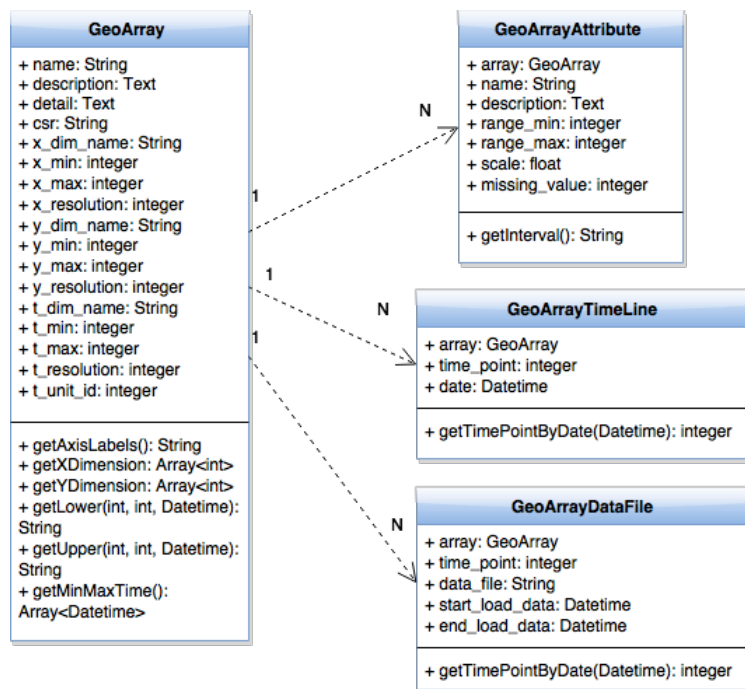 GeoArray
+ name: String
+ description: Text
+ detail: Text
+ csr: String
+ x_dim_name: String
+ x_min: integer
+ x_max: integer
+ x_resolution: integer
+ y_dim_name: String
+ y_min: integer
+ y_max: integer
+ y_resolution: integer
+ t_dim_name: String
+ t_min: integer
+ t_max: integer
+ t_resolution: integer
+ t_unit_id: integer
+ getAxisLabels(): String
+ getXDimension: Array<int>
+ getYDimension: Array<int>
+ getLower(int, int, Datetime):
String
+ getUpper(int, int, Datetime):
String
+ getMinMaxTime():
Array<Datetime>
1
N
1
N
1
N
GeoArrayAttribute
+ array: GeoArray
+ name: String
+ description: Text
+ range_min: integer
+ range_max: integer
+ scale: float
+ missing_value: integer
+ getInterval(): String
GeoArrayTimeLine
+ array: GeoArray
+ time_point: integer
+ date: Datetime
+ getTimePointByDate(Datetime): integer
GeoArrayDataFile
+ array: GeoArray
+ time_point: integer
+ data_file: String
+ start_load_data: Datetime
+ end_load_data: Datetime
+ getTimePointByDate(Datetime): integer